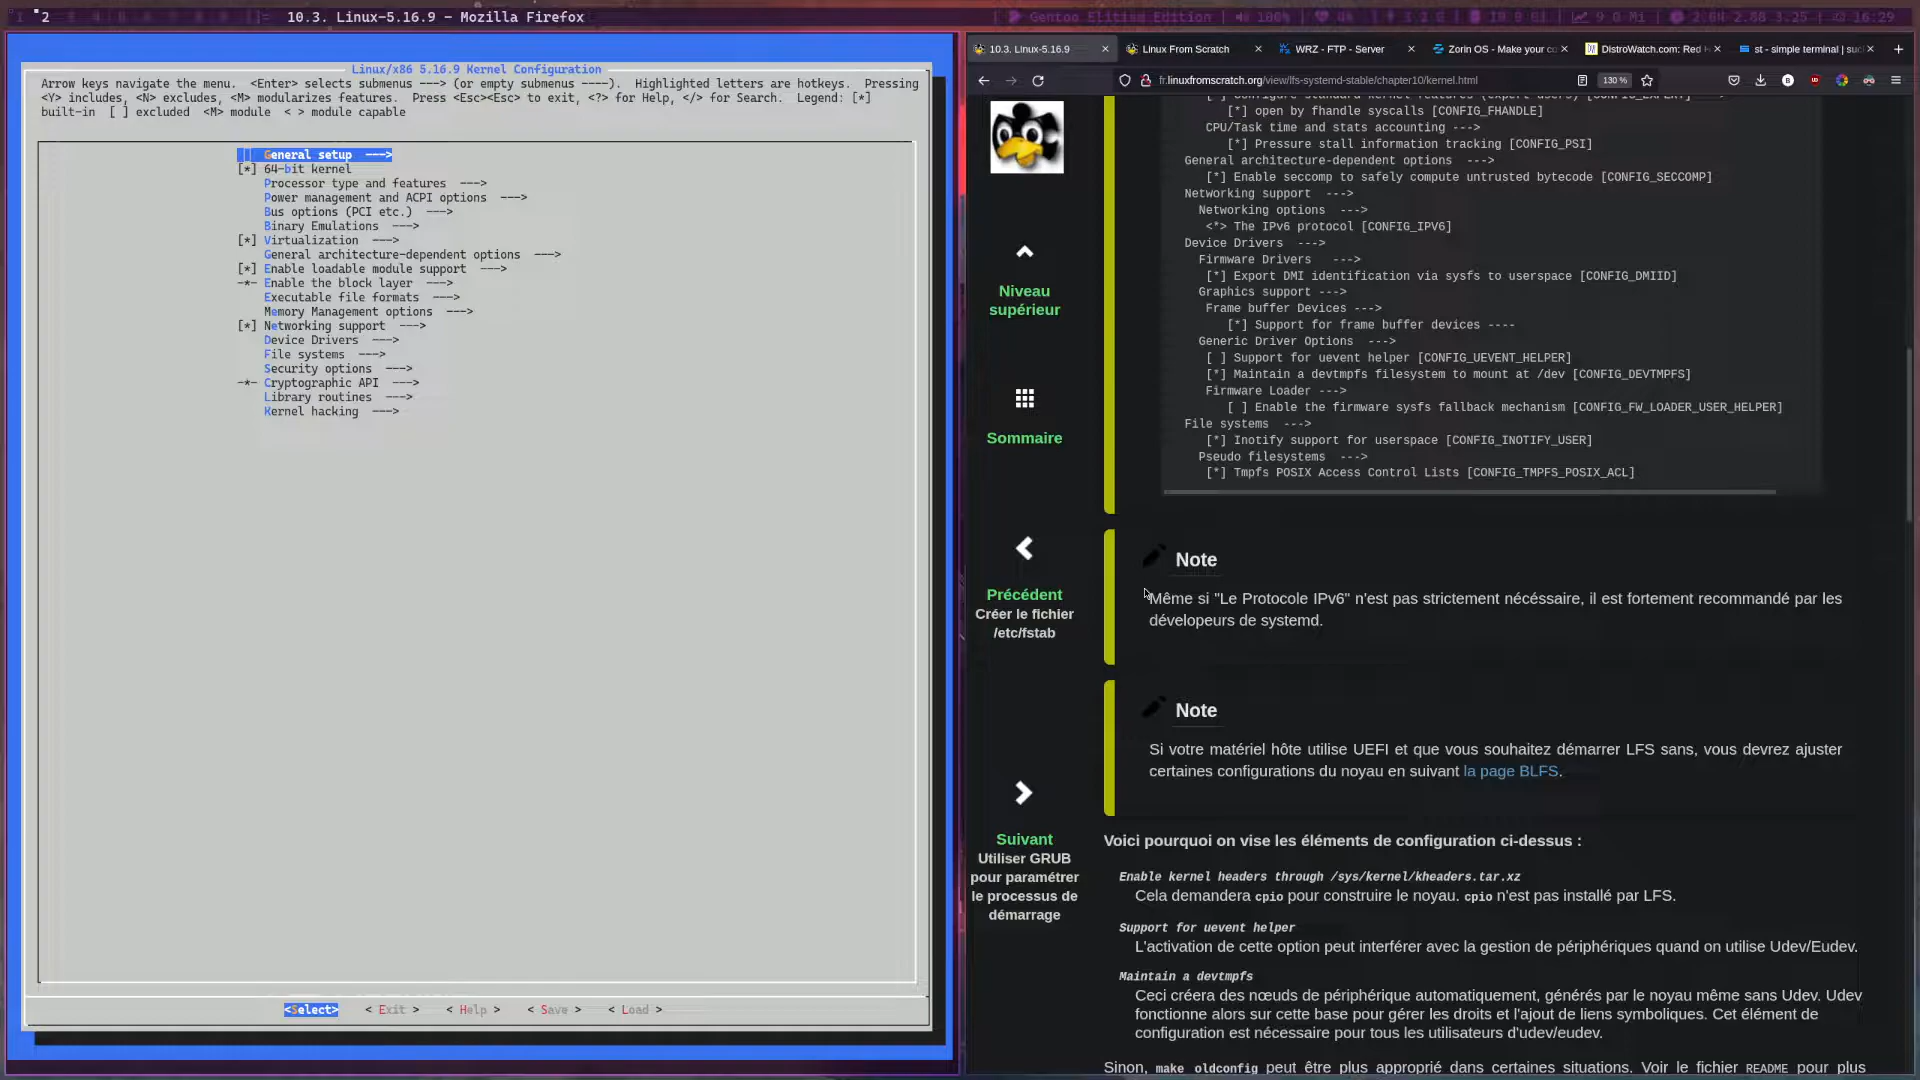 2
10.3. Linux-5.16.9 — Mozilla Firefox
Gentoo Elitiss Edition
100%
2.88 3.25
16:29
Linux/x86 5.16.9 Kernel Configuration
Arrow keys navigate the menu.  <Enter> selects submenus ---> (or empty submenus ----).  Highlighted letters are hotkeys.  Pressing
<Y> includes, <N> excludes, <M> modularizes features.  Press <Esc><Esc> to exit, <?> for Help, </> for Search.  Legend: [*]
built-in  [ ] excluded  <M> module  < > module capable
General setup  --->
[*] 64-bit kernel
Processor type and features  --->
Power management and ACPI options  --->
Bus options (PCI etc.)  --->
Binary Emulations  --->
[*] Virtualization  --->
General architecture-dependent options  --->
[*] Enable loadable module support  --->
-*- Enable the block layer  --->
Executable file formats  --->
Memory Management options  --->
[*] Networking support  --->
Device Drivers  --->
File systems  --->
Security options  --->
-*- Cryptographic API  --->
Library routines  --->
Kernel hacking  --->
<Select>    < Exit >    < Help >    < Save >    < Load >
10.3. Linux-5.16.9
Linux From Scratch
WRZ - FTP - Server
Zorin OS - Make your co
DistroWatch.com: Red H
st - simple terminal | suc
fr.linuxfromscratch.org/view/lfs-systemd-stable/chapter10/kernel.html
130 %
Niveau
supérieur
Sommaire
Précédent
Créer le fichier
/etc/fstab
Suivant
Utiliser GRUB
pour paramétrer
le processus de
démarrage
[ ] Configure standard kernel features (expert users) [CONFIG_EXPERT]  --->
[*] open by fhandle syscalls [CONFIG_FHANDLE]
CPU/Task time and stats accounting --->
[*] Pressure stall information tracking [CONFIG_PSI]
General architecture-dependent options  --->
[*] Enable seccomp to safely compute untrusted bytecode [CONFIG_SECCOMP]
Networking support  --->
Networking options  --->
<*> The IPv6 protocol [CONFIG_IPV6]
Device Drivers  --->
Firmware Drivers   --->
[*] Export DMI identification via sysfs to userspace [CONFIG_DMIID]
Graphics support --->
Frame buffer Devices --->
[*] Support for frame buffer devices ----
Generic Driver Options  --->
[ ] Support for uevent helper [CONFIG_UEVENT_HELPER]
[*] Maintain a devtmpfs filesystem to mount at /dev [CONFIG_DEVTMPFS]
Firmware Loader --->
[ ] Enable the firmware sysfs fallback mechanism [CONFIG_FW_LOADER_USER_HELPER]
File systems  --->
[*] Inotify support for userspace [CONFIG_INOTIFY_USER]
Pseudo filesystems  --->
[*] Tmpfs POSIX Access Control Lists [CONFIG_TMPFS_POSIX_ACL]
Note
Même si "Le Protocole IPv6" n'est pas strictement nécéssaire, il est fortement recommandé par les
dévelopeurs de systemd.
Note
Si votre matériel hôte utilise UEFI et que vous souhaitez démarrer LFS sans, vous devrez ajuster
certaines configurations du noyau en suivant la page BLFS.
Voici pourquoi on vise les éléments de configuration ci-dessus :
Enable kernel headers through /sys/kernel/kheaders.tar.xz
Cela demandera cpio pour construire le noyau. cpio n'est pas installé par LFS.
Support for uevent helper
L'activation de cette option peut interférer avec la gestion de périphériques quand on utilise Udev/Eudev.
Maintain a devtmpfs
Ceci créera des nœuds de périphérique automatiquement, générés par le noyau même sans Udev. Udev
fonctionne alors sur cette base pour gérer les droits et l'ajout de liens symboliques. Cet élément de
configuration est nécessaire pour tous les utilisateurs d'udev/eudev.
Sinon, make oldconfig peut être plus approprié dans certaines situations. Voir le fichier README pour plus